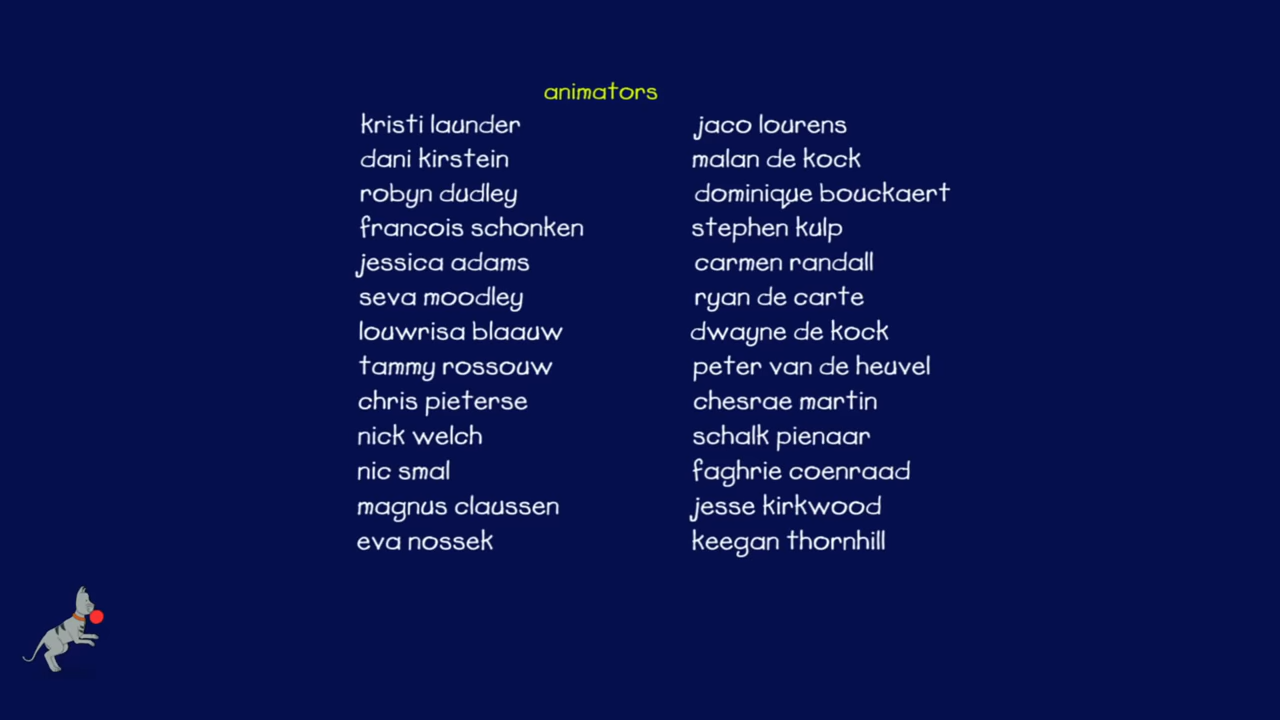 animators
kristi launder
dani kirstein
robyn dudley
francois schonken
jessica adams
seva moodley
louwrisa blaauw
tammy rossouw
chris pieterse
nick welch
nic smal
magnus claussen
eva nossek
jaco lourens
malan de kock
dominique bouckaert
stephen kulp
carmen randall
ryan de carte
dwayne de kock
peter van de heuvel
chesrae martin
schalk pienaar
faghrie coenraad
jesse kirkwood
keegan thornhill